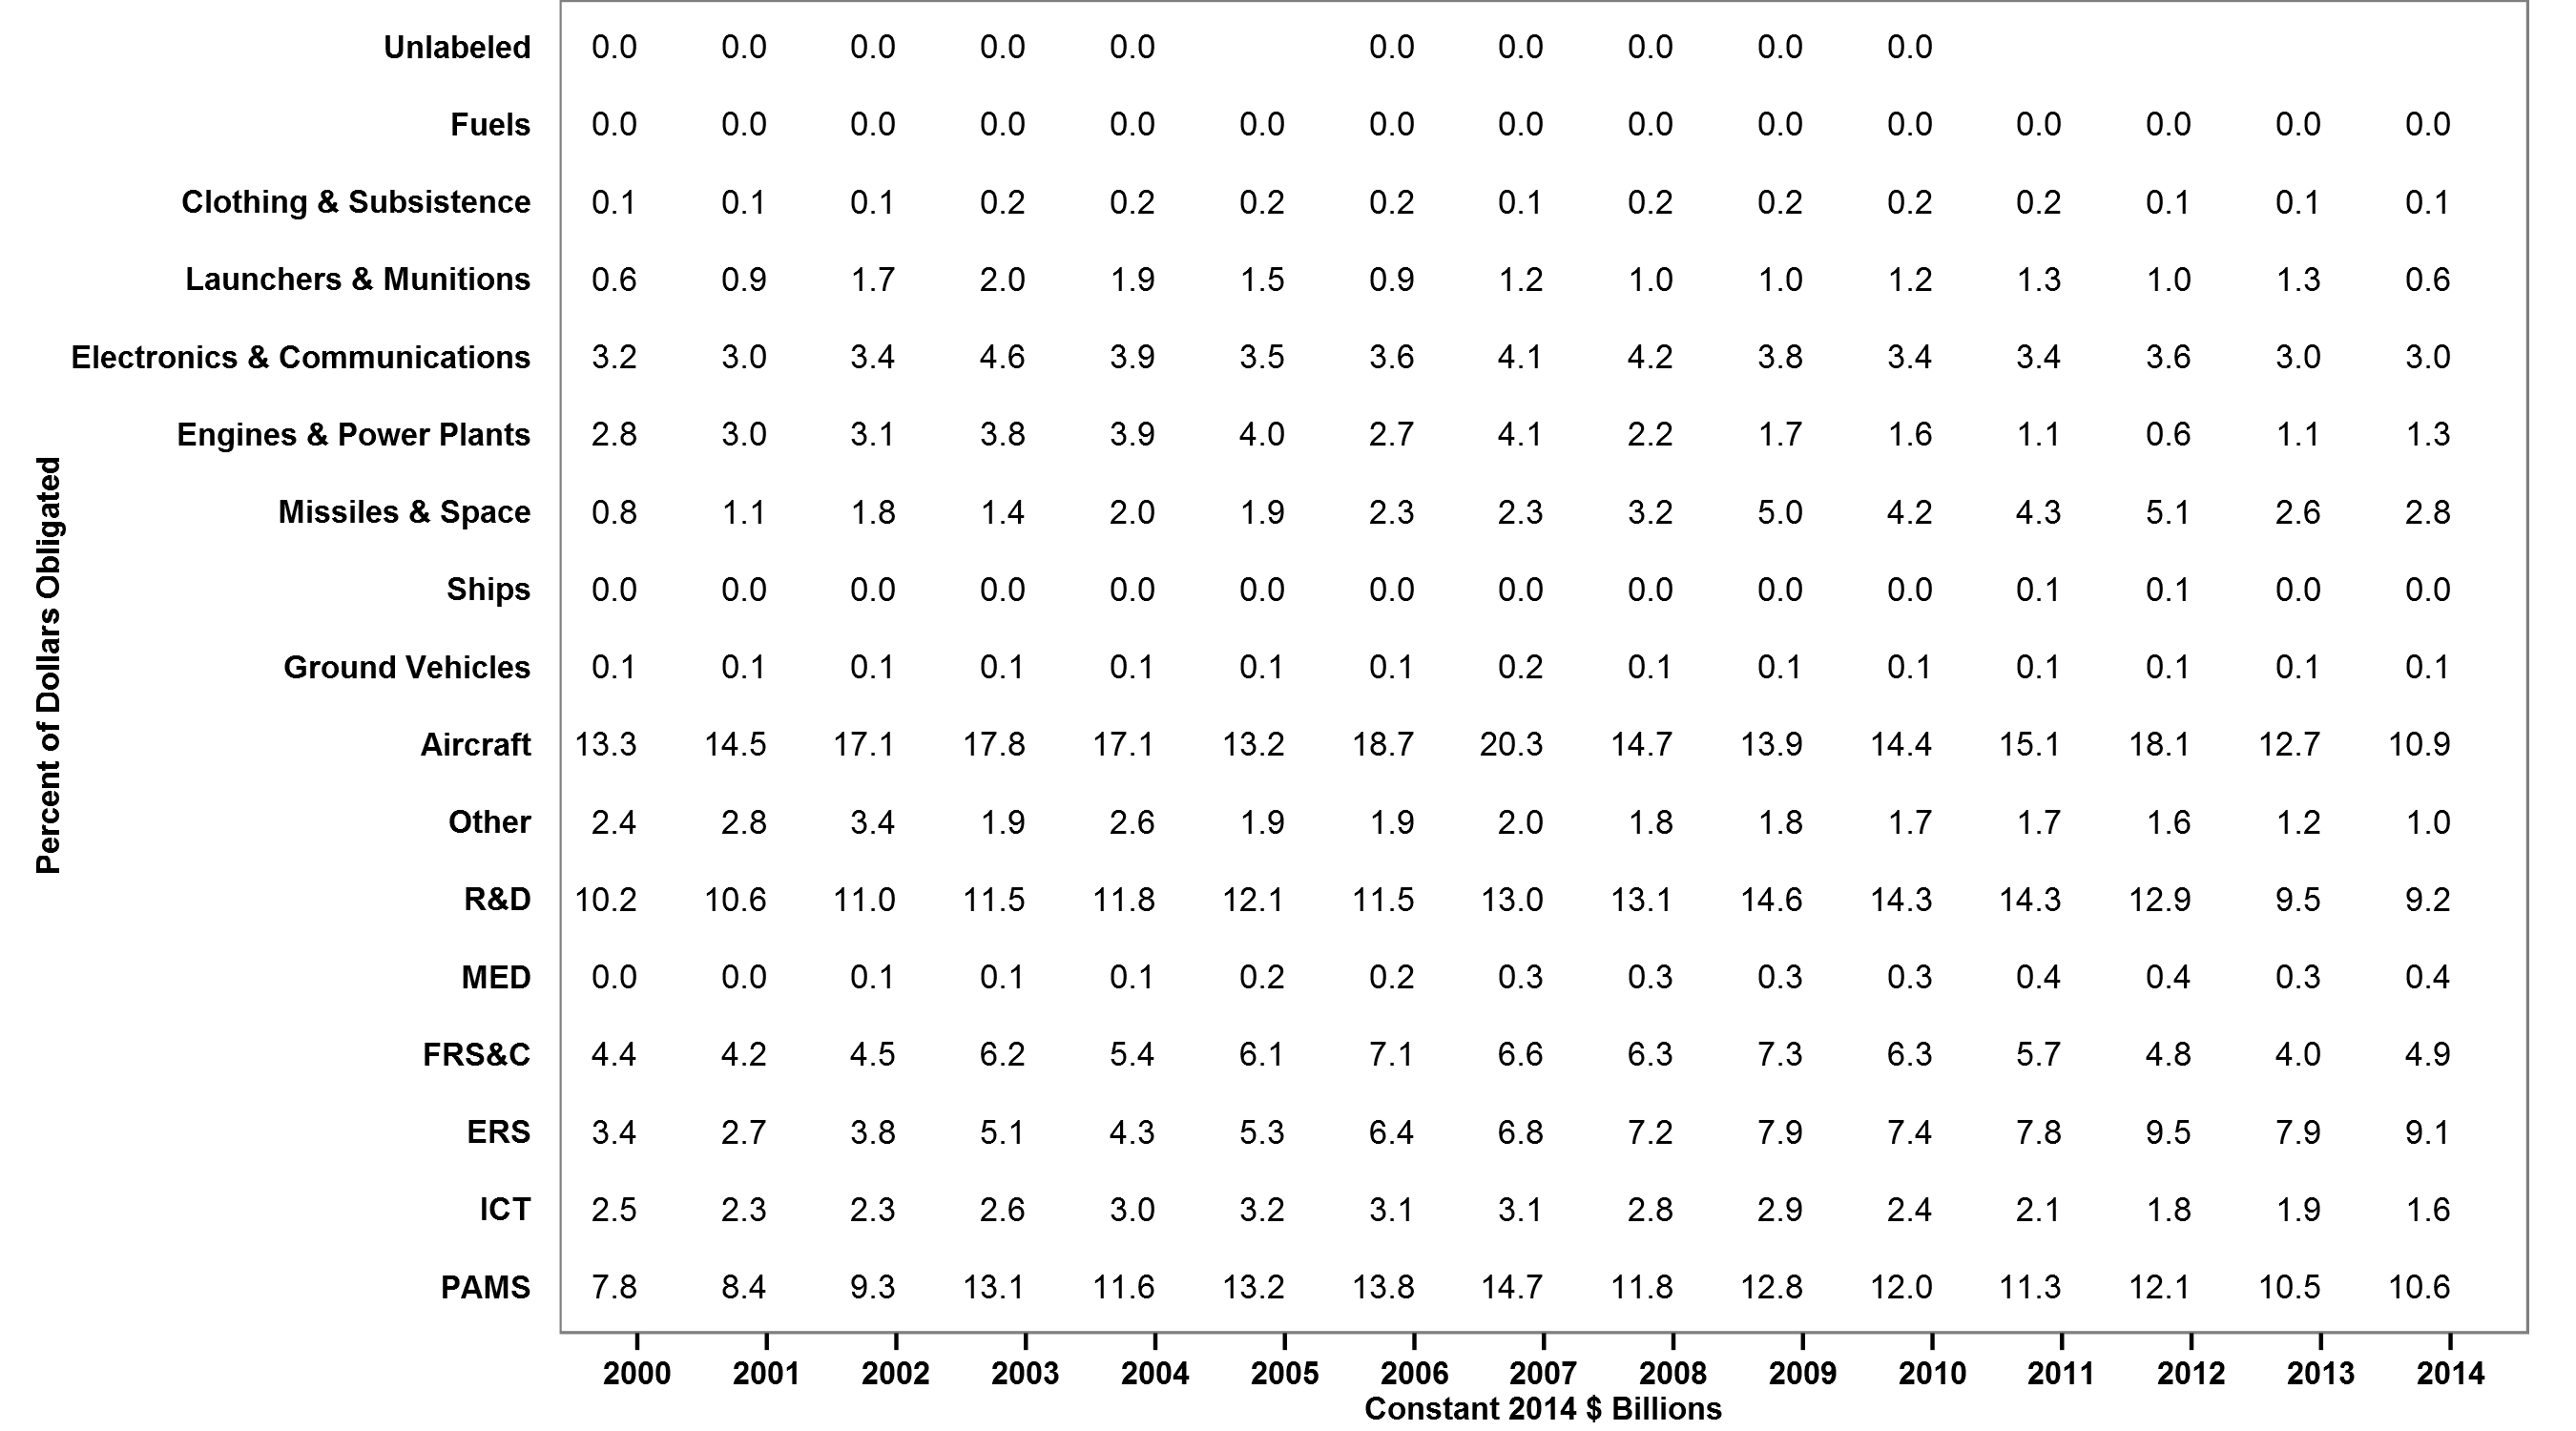 Unlabeled 0.0 0.0 0.0 0.0 0.0 0.0 0.0 0.0 0.0 0.0
Fuels 0.0 0.0 0.0 0.0 0.0 0.0 0.0 0.0 0.0 0.0 0.0 0.0 0.0 0.0 0.0
Clothing & Subsistence 0.1 0.1 0.1 0.2 0.2 0.2 0.2 0.1 0.2 0.2 0.2 0.2 0.1 0.1 0.1
Launchers & Munitions 0.6 0.9 1.7 2.0 1.9 1.5 0.9 1.2 1.0 1.0 1.2 1.3 1.0 1.3 0.6
Electronics & Communications 3.2 3.0 3.4 4.6 3.9 3.5 3.6 4.1 4.2 3.8 3.4 3.4 3.6 3.0 3.0
Engines & Power Plants 2.8 3.0 3.1 3.8 3.9 4.0 2.7 4.1 2.2 1.7 1.6 1.1 0.6 1.1 1.3
Missiles & Space 0.8 1.1 1.8 1.4 2.0 1.9 2.3 2.3 3.2 5.0 4.2 4.3 5.1 2.6 2.8
Ships 0.0 0.0 0.0 0.0 0.0 0.0 0.0 0.0 0.0 0.0 0.0 0.1 0.1 0.0 0.0
Ground Vehicles 0.1 0.1 0.1 0.1 0.1 0.1 0.1 0.2 0.1 0.1 0.1 0.1 0.1 0.1 0.1
Aircraft 13.3 14.5 17.1 17.8 17.1 13.2 18.7 20.3 14.7 13.9 14.4 15.1 18.1 12.7 10.9
Other 2.4 2.8 3.4 1.9 2.6 1.9 1.9 2.0 1.8 1.8 1.7 1.7 1.6 1.2 1.0
R&D 10.2 10.6 11.0 11.5 11.8 12.1 11.5 13.0 13.1 14.6 14.3 14.3 12.9 9.5 9.2
MED 0.0 0.0 0.1 0.1 0.1 0.2 0.2 0.3 0.3 0.3 0.3 0.4 0.4 0.3 0.4
FRS&C 4.4 4.2 4.5 6.2 5.4 6.1 7.1 6.6 6.3 7.3 6.3 5.7 4.8 4.0 4.9
ERS 3.4 2.7 3.8 5.1 4.3 5.3 6.4 6.8 7.2 7.9 7.4 7.8 9.5 7.9 9.1
ICT 2.5 2.3 2.3 2.6 3.0 3.2 3.1 3.1 2.8 2.9 2.4 2.1 1.8 1.9 1.6
PAMS 7.8 8.4 9.3 13.1 11.6 13.2 13.8 14.7 11.8 12.8 12.0 11.3 12.1 10.5 10.6
2000 2001 2002 2003 2004 2005 2006 2007 2008 2009 2010 2011 2012 2013 2014
Constant 2014 $ Billions
Percent of Dollars Obligated